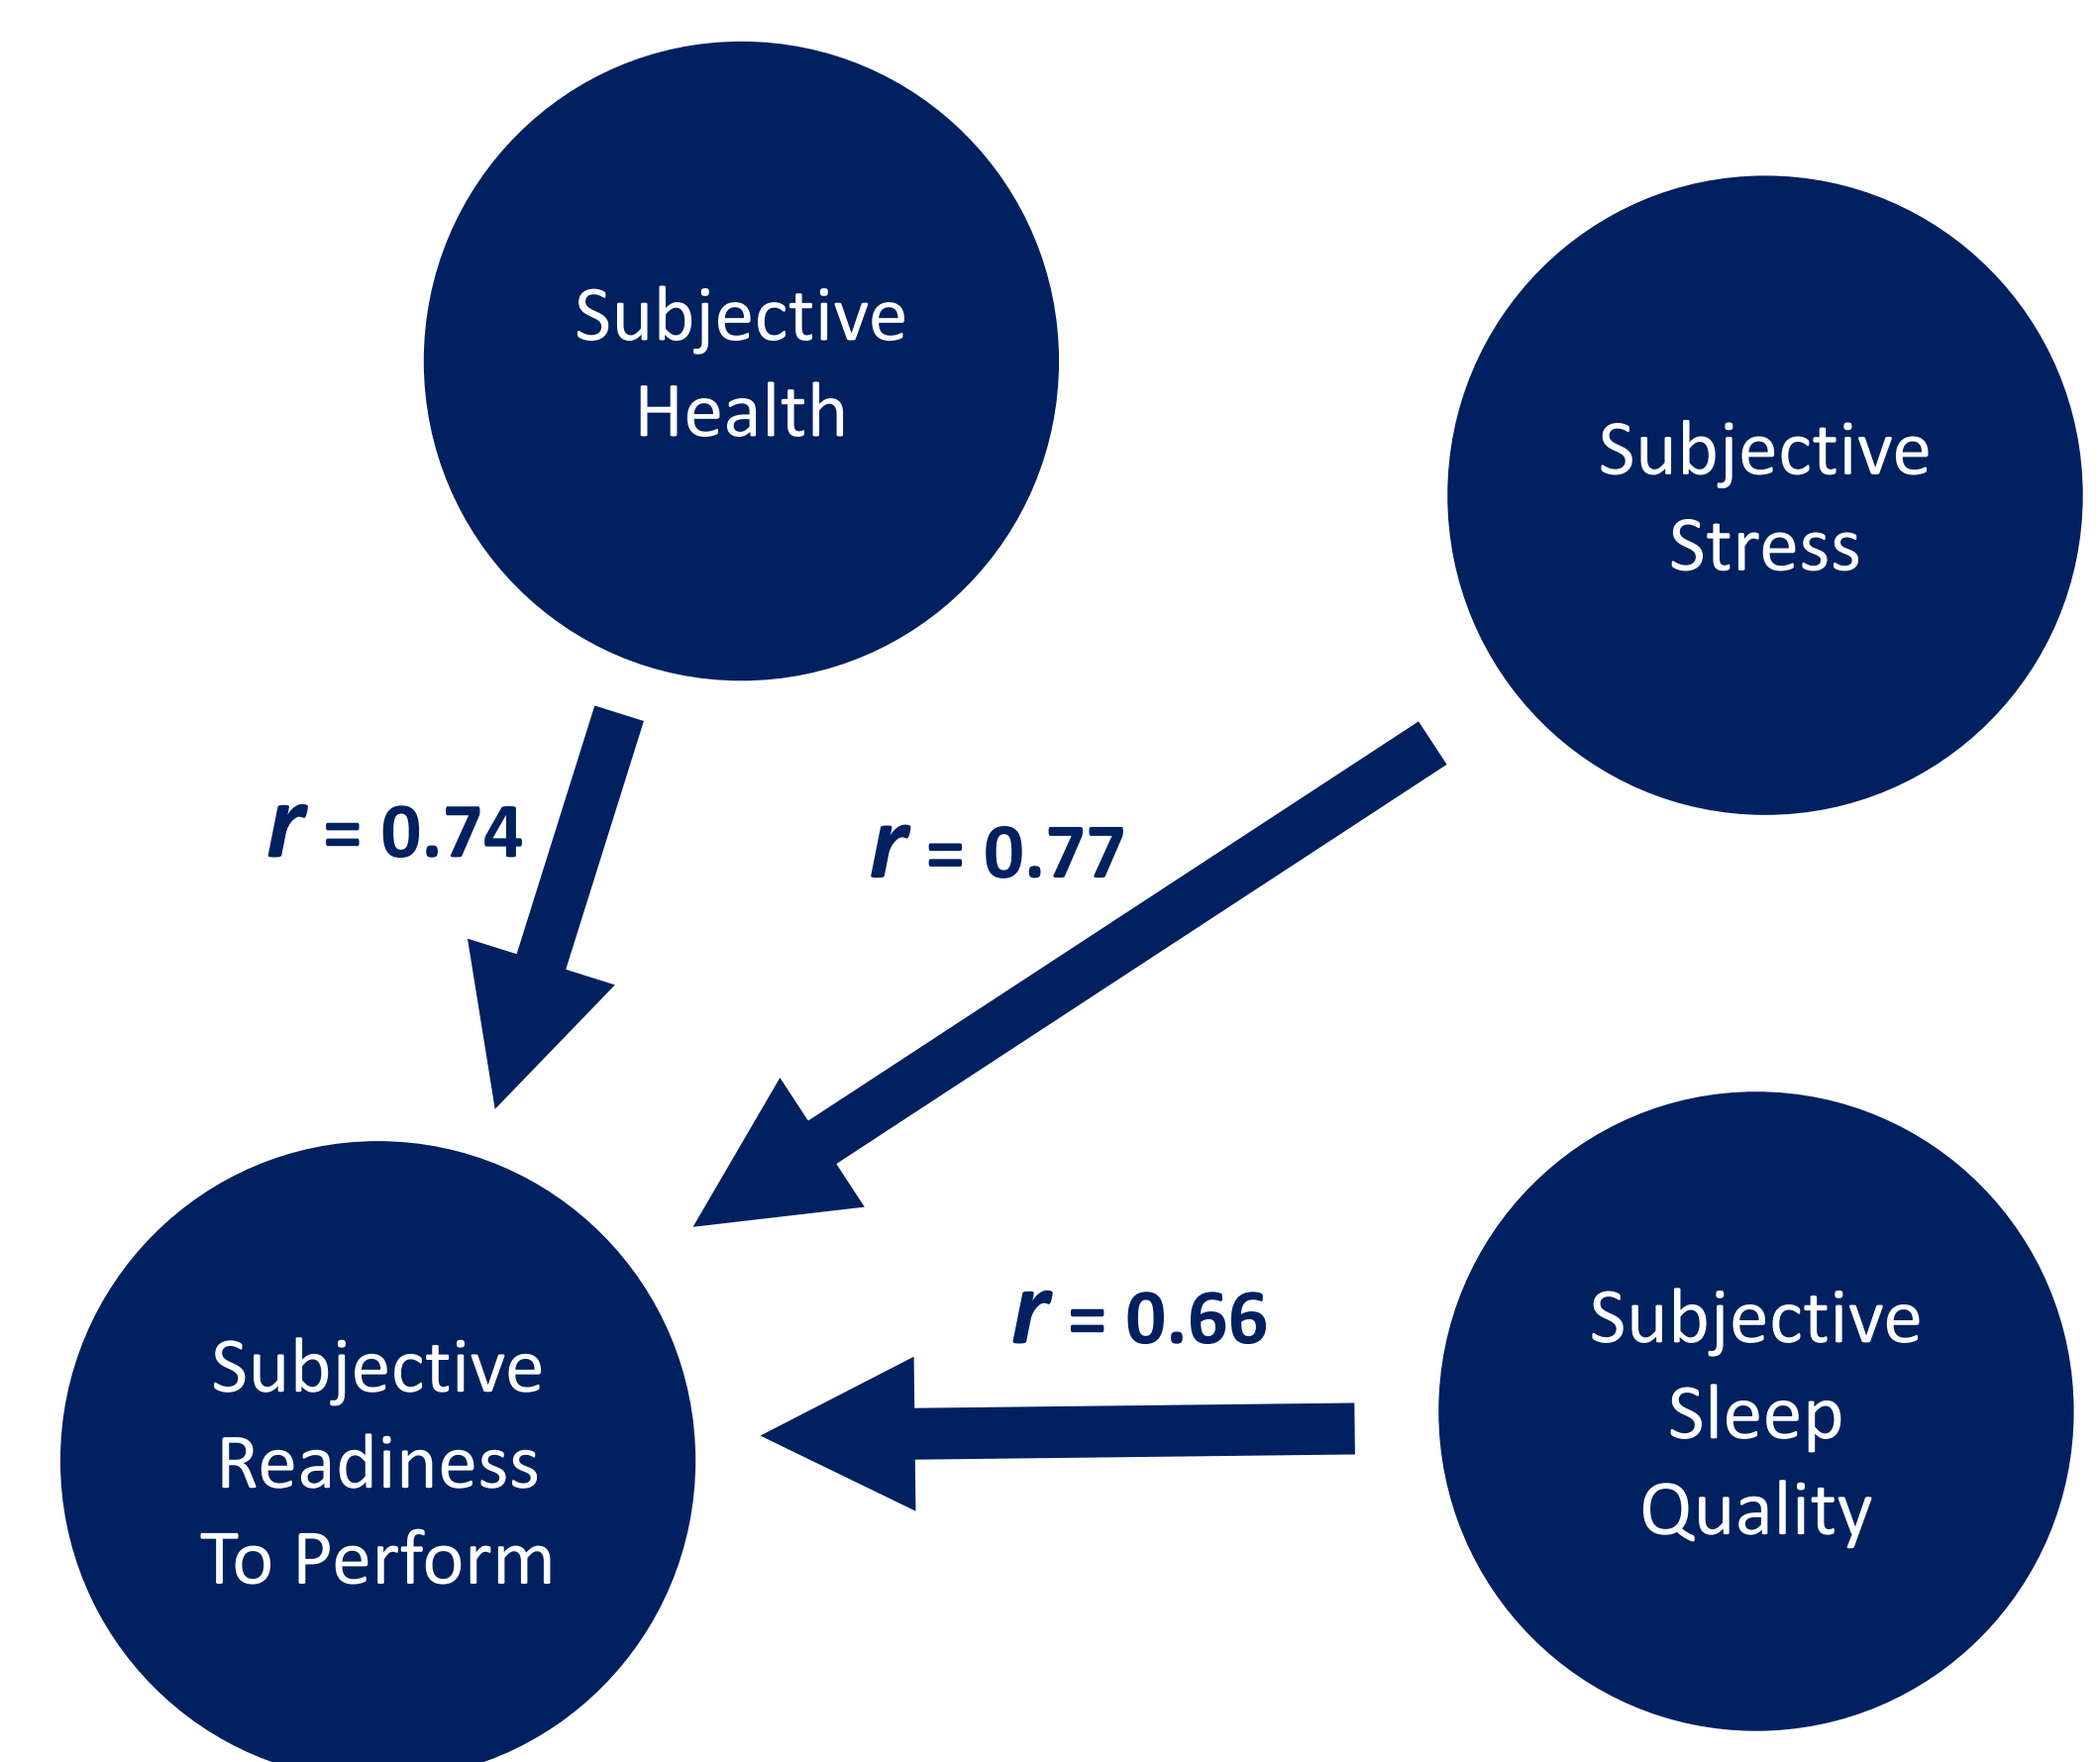 Subjective
Health
Subjective
Stress
r = 0.74
r = 0.77
r = 0.66
Subjective
Readiness
To Perform
Subjective
Sleep
Quality